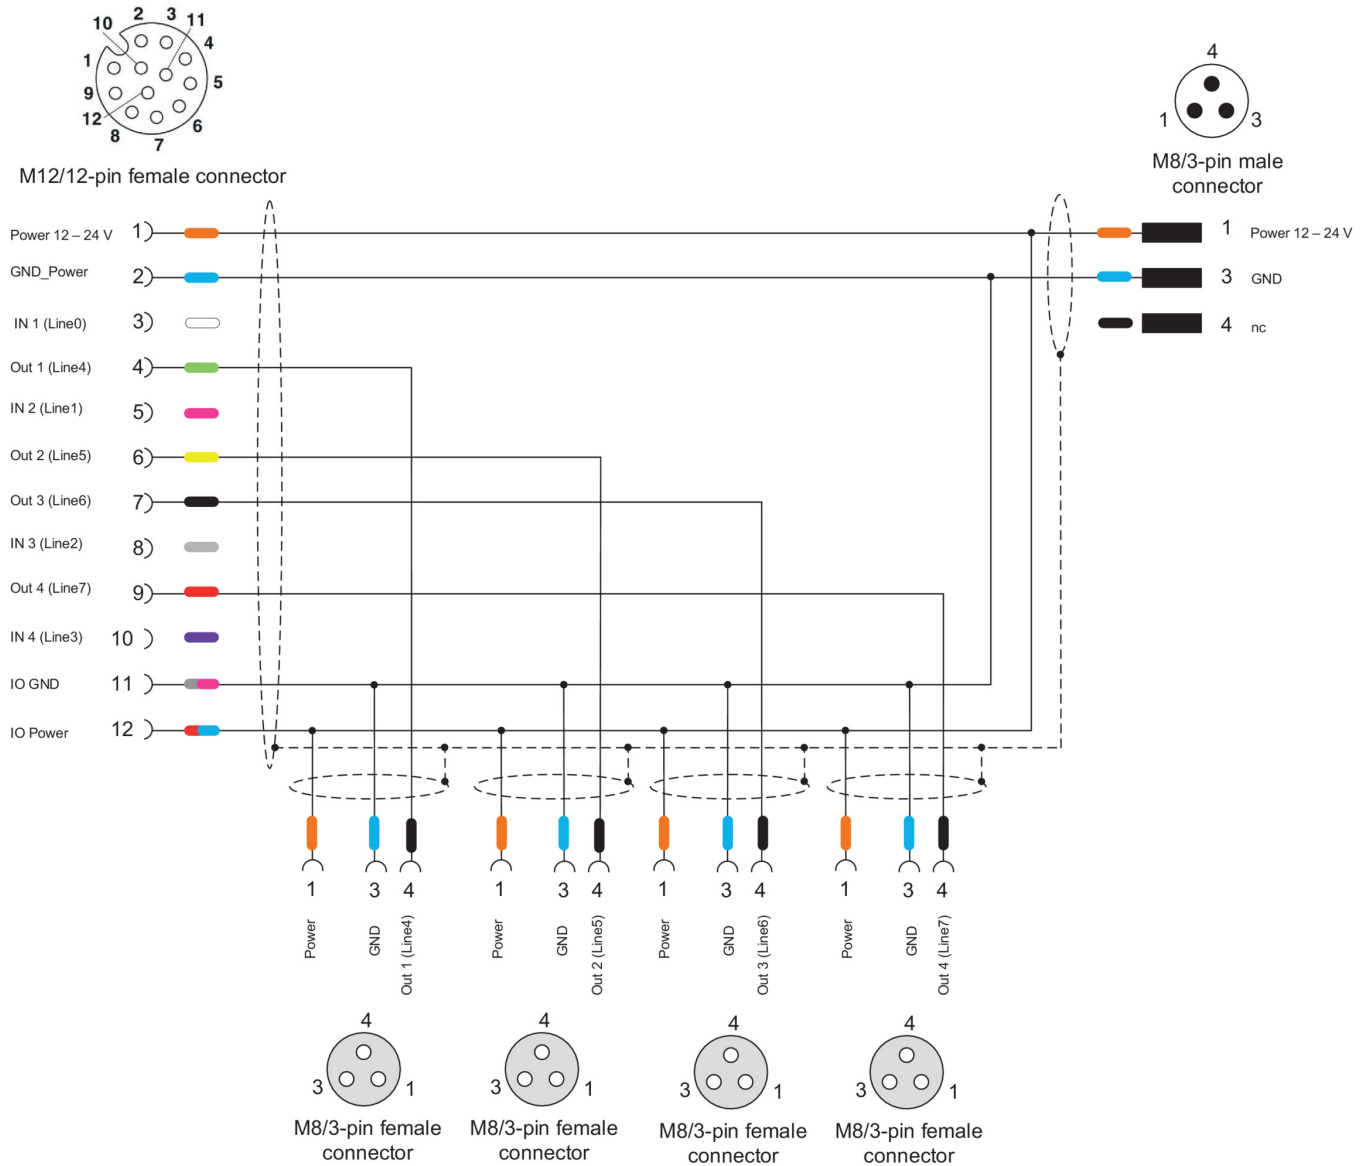 2 3 11
10
4
1
5
9
12
6
8
7
M12/12-pin female connector
4
1 3
M8/3-pin male
connector
Power 12 – 24 V 1
1 Power 12 – 24 V
GND_Power 2
3 GND
IN 1 (Line0) 3
4 nc
Out 1 (Line4) 4
IN 2 (Line1) 5
Out 2 (Line5) 6
Out 3 (Line6) 7
IN 3 (Line2) 8
Out 4 (Line7) 9
IN 4 (Line3) 10
IO GND 11
IO Power 12
1 3 4 1 3 4 1 3 4 1 3 4
Power
GND
Out 1 (Line4)
Power
GND
Out 2 (Line5)
Power
GND
Out 3 (Line6)
Power
GND
Out 4 (Line7)
4
3 1
M8/3-pin female
connector
4
3 1
M8/3-pin female
connector
4
3 1
M8/3-pin female
connector
4
3 1
M8/3-pin female
connector